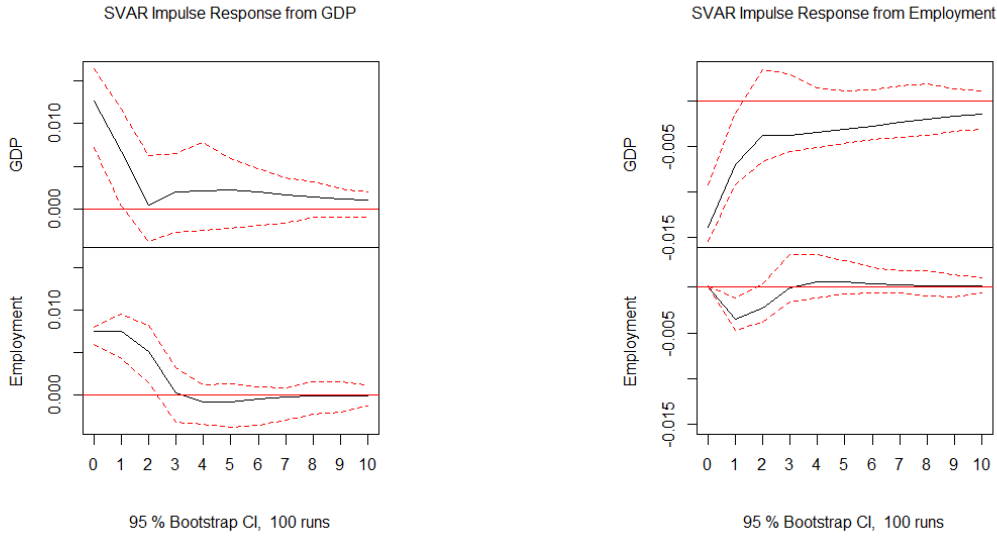 SVAR Impulse Response from GDP
GDP
0.000 0.010
Employment
0.000 0.010
0 1 2 3 4 5 6 7 8 9 10
95 % Bootstrap CI, 100 runs
SVAR Impulse Response from Employment
GDP
-0.015 -0.005
Employment
-0.015 -0.005
0 1 2 3 4 5 6 7 8 9 10
95 % Bootstrap CI, 100 runs